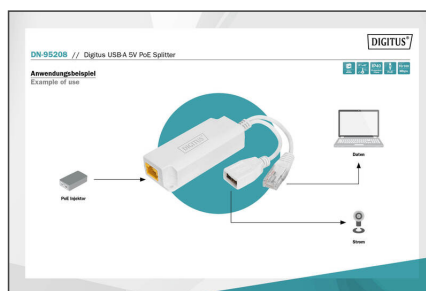 DIGITUS®
DN-95208 // Digitus USB-A 5V PoE Splitter
Anwendungsbeispiel
Example of use
DIGITUS
Daten
PoE Injektor
Strom